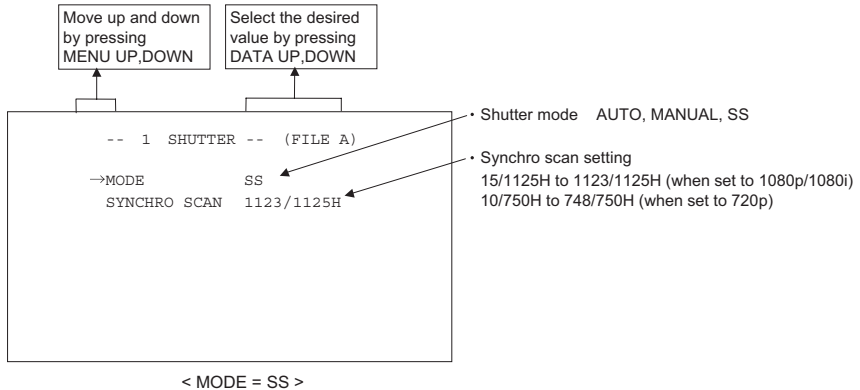 Move up and down
by pressing
MENU UP,DOWN
Select the desired
value by pressing
DATA UP,DOWN
-- 1 SHUTTER -- (FILE A)
→MODE SS
SYNCHRO SCAN 1123/1125H
・Shutter mode AUTO, MANUAL, SS
・Synchro scan setting
15/1125H to 1123/1125H (when set to 1080p/1080i)
10/750H to 748/750H (when set to 720p)
< MODE = SS >